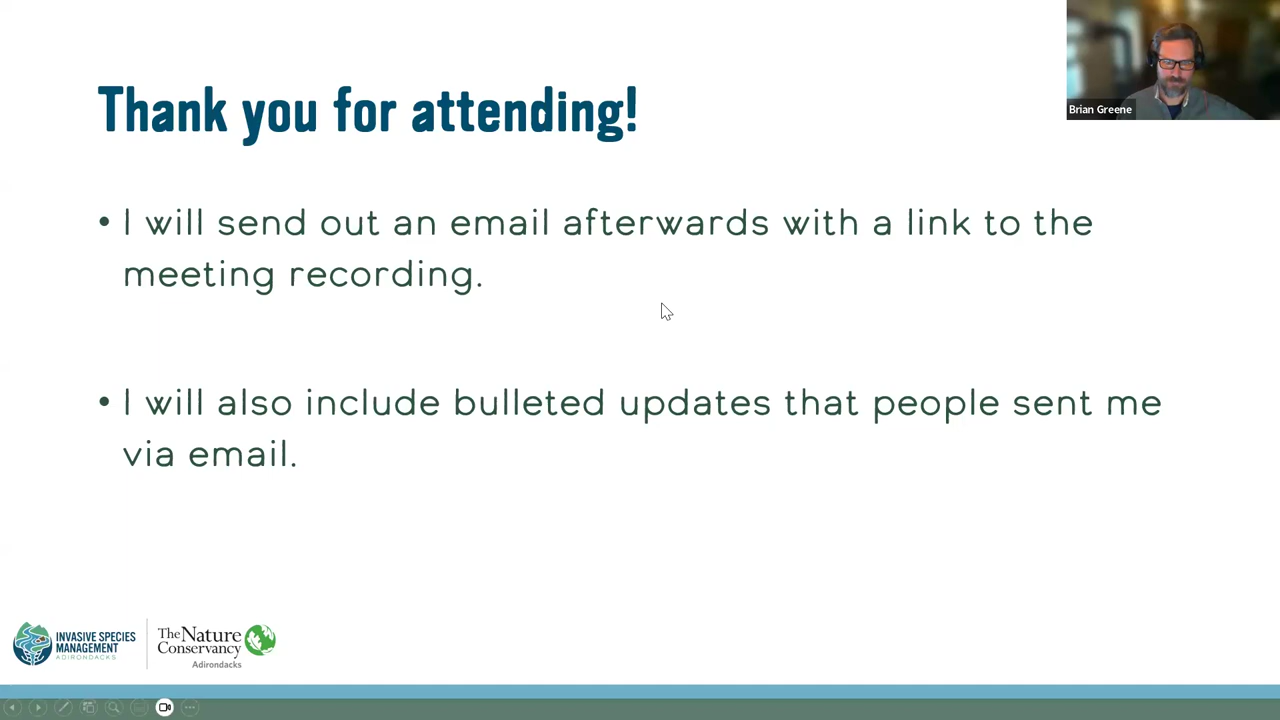 Thank you for attending!
Brian Greene
• I will send out an email afterwards with a link to the
meeting recording.
• I will also include bulleted updates that people sent me
via email.
INVASIVE SPECIES
MANAGEMENT
ADIRONDACKS
The Nature
Conservancy
Adirondacks